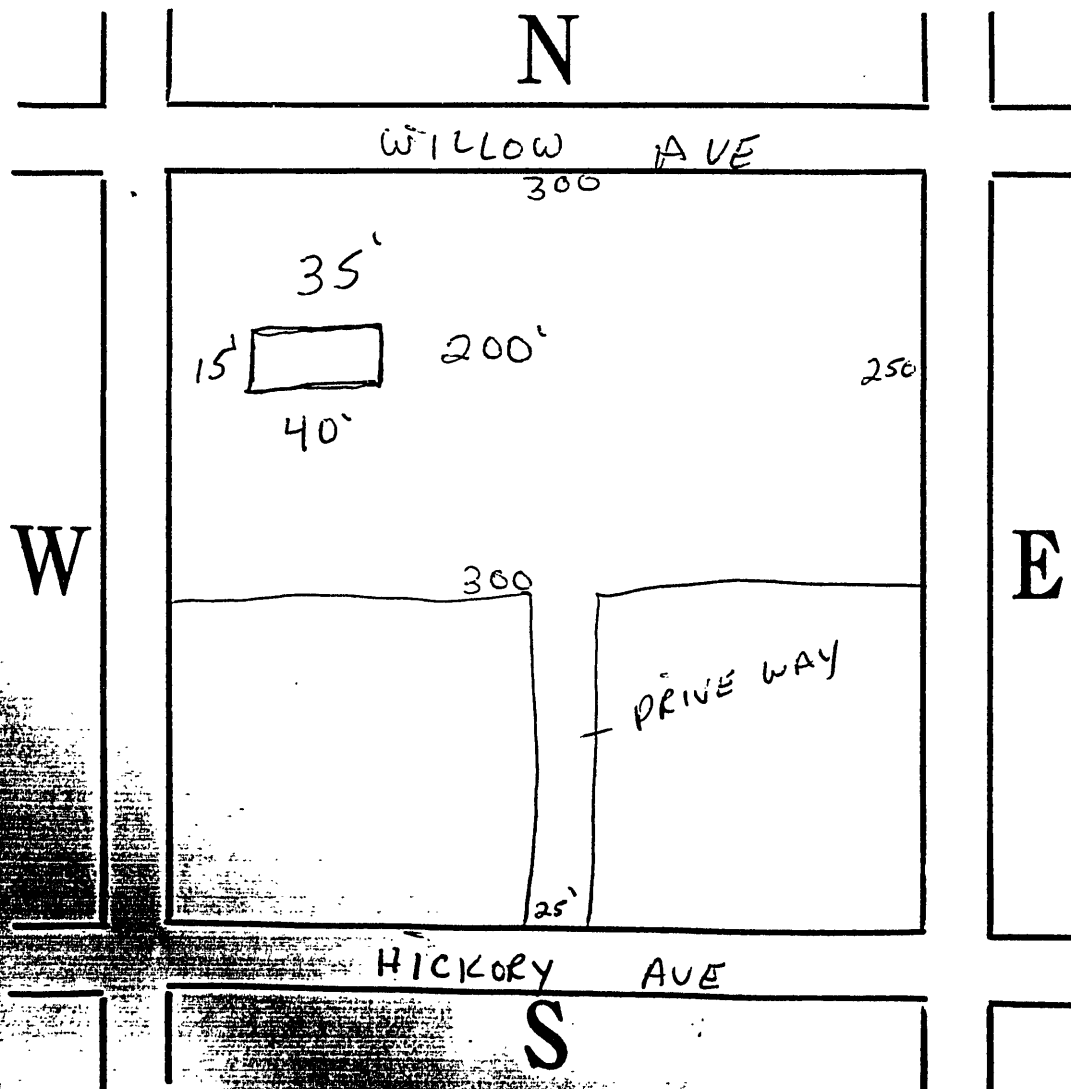 N
WILLOW AVE
300
35'
15'
200'
250
40'
W
E
300
DRIVE WAY
25'
HICKORY AVE
S